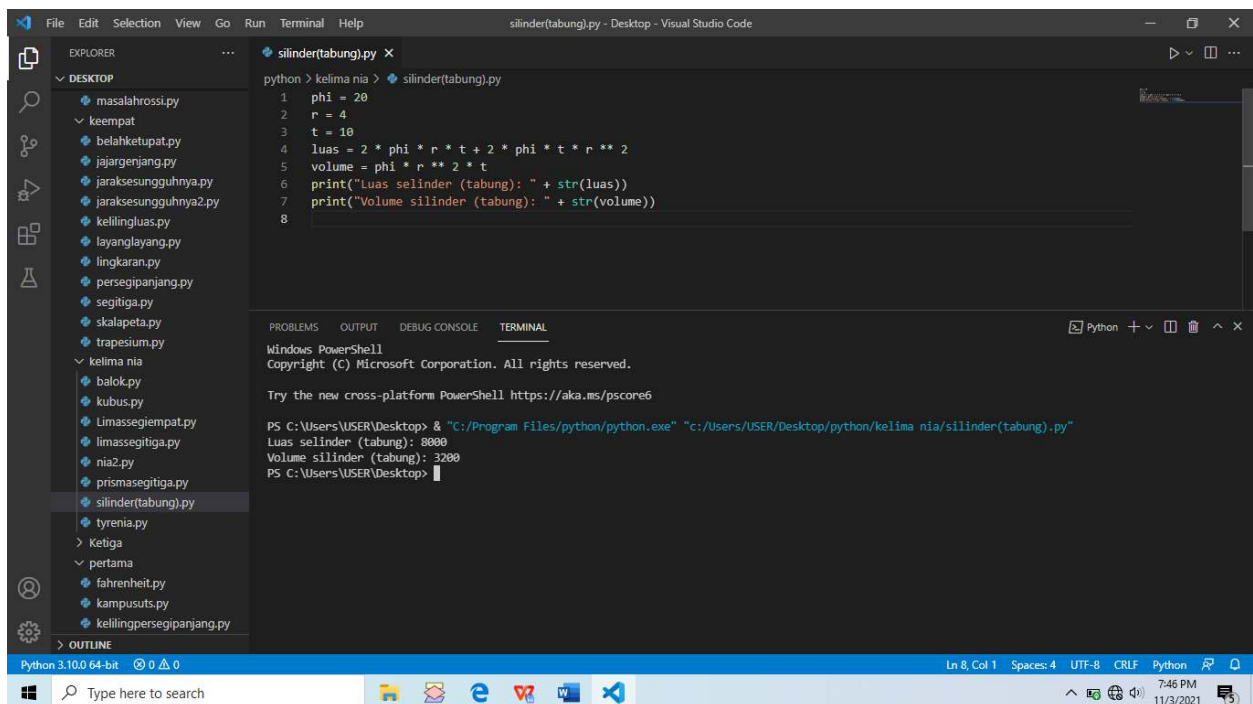 File Edit Selection View Go Run Terminal Help silinder(tabung).py - Desktop - Visual Studio Code
EXPLORER ...
DESKTOP
masalahrossi.py
keempat
belahketupat.py
jajargenjang.py
jaraksesungguhnya.py
jaraksesungguhnya2.py
kelilingluas.py
layanglayang.py
lingkaran.py
persegipanjang.py
segitiga.py
skalapeta.py
trapesium.py
kelima nia
balok.py
kubus.py
Limassegiempat.py
limassegitiga.py
nia2.py
prismasegitiga.py
silinder(tabung).py
tyrenia.py
Ketiga
pertama
fahrenheit.py
kampusuts.py
kelilingpersegipanjang.py
OUTLINE
silinder(tabung).py
python > kelima nia > silinder(tabung).py
1 phi = 20
2 r = 4
3 t = 10
4 luas = 2 * phi * r * t + 2 * phi * t * r ** 2
5 volume = phi * r ** 2 * t
6 print("Luas selinder (tabung): " + str(luas))
7 print("Volume silinder (tabung): " + str(volume))
8
PROBLEMS OUTPUT DEBUG CONSOLE TERMINAL Python
Windows PowerShell
Copyright (C) Microsoft Corporation. All rights reserved.
Try the new cross-platform PowerShell https://aka.ms/pscore6
PS C:\Users\USER\Desktop> & "C:/Program Files/python/python.exe" "c:/Users/USER/Desktop/python/kelima nia/silinder(tabung).py"
Luas selinder (tabung): 8000
Volume silinder (tabung): 3200
PS C:\Users\USER\Desktop>
Python 3.10.0 64-bit 0 0 Ln 8, Col 1 Spaces: 4 UTF-8 CRLF Python
Type here to search 7:46 PM
11/3/2021 5